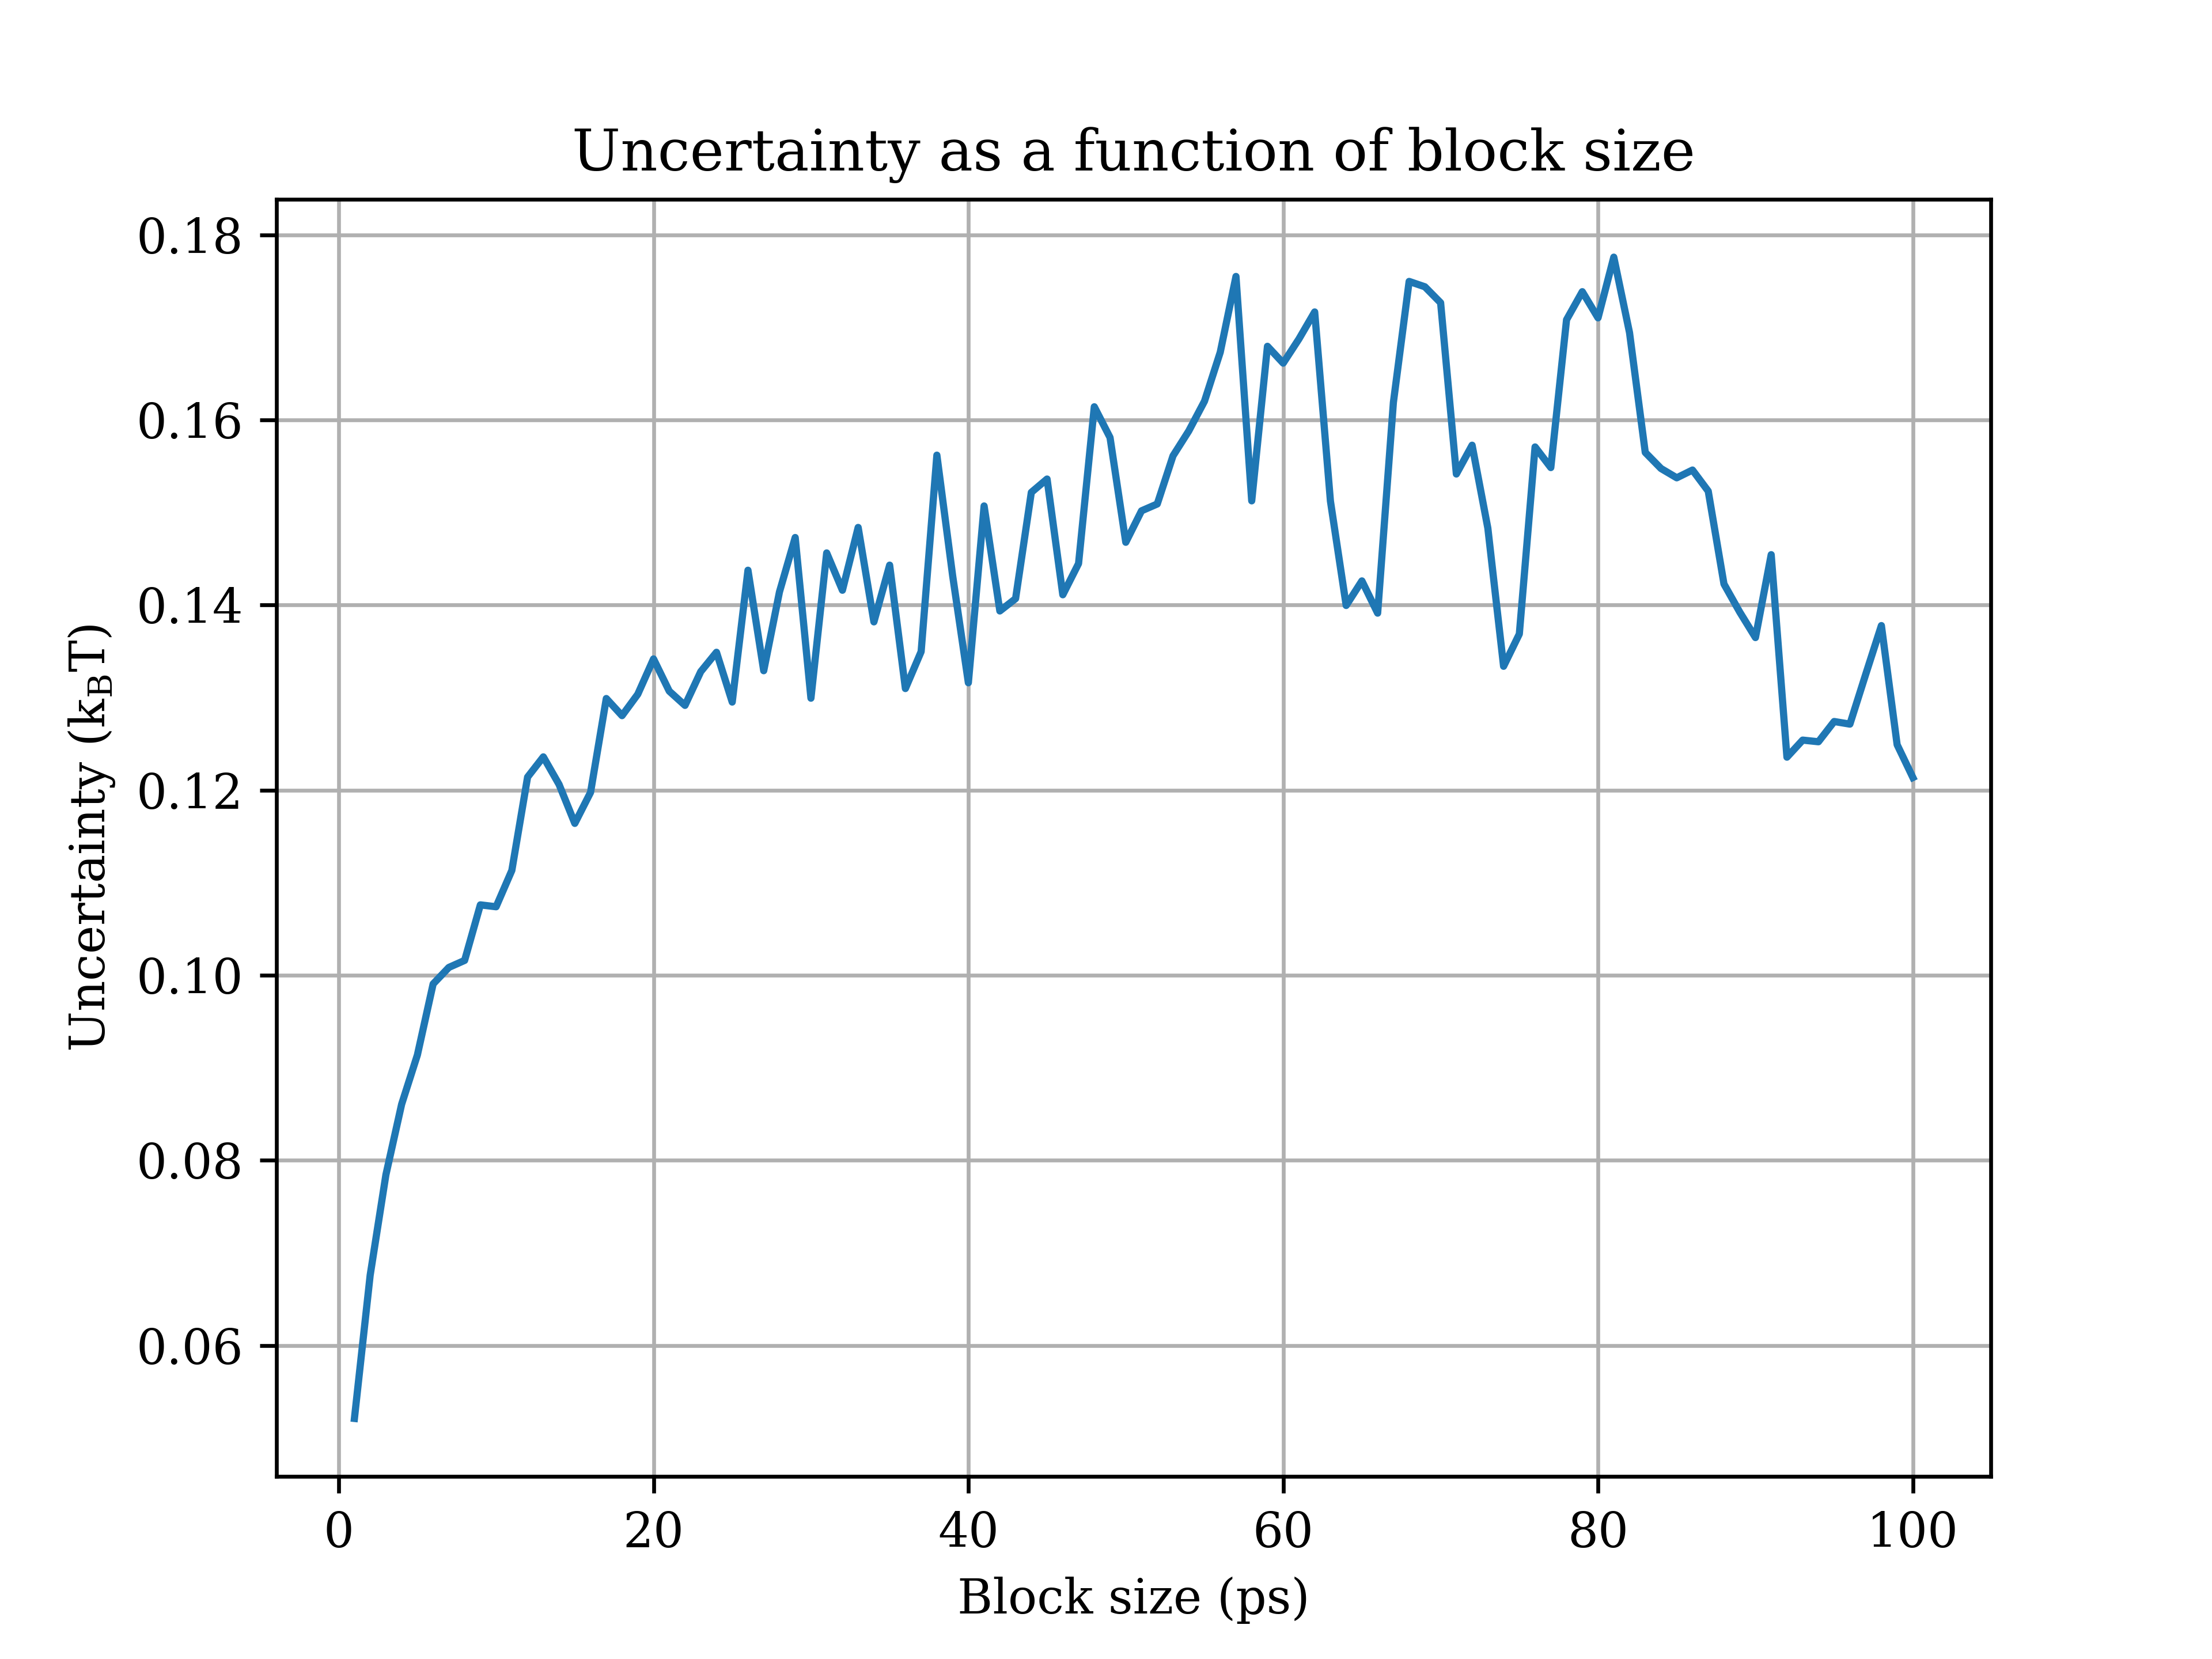 Uncertainty as a function of block size
0.18
0.16
0.14
0.12
0.10
0.08
0.06
Uncertainty (k_BT)
0 20 40 60 80 100
Block size (ps)